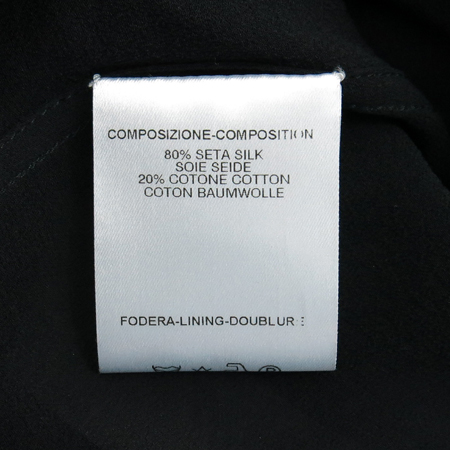 COMPOSIZIONE-COMPOSITION
80% SETA SILK
SOIE SEIDE
20% COTONE COTTON
COTON BAUMWOLLE
FODERA-LINING-DOUBLURE